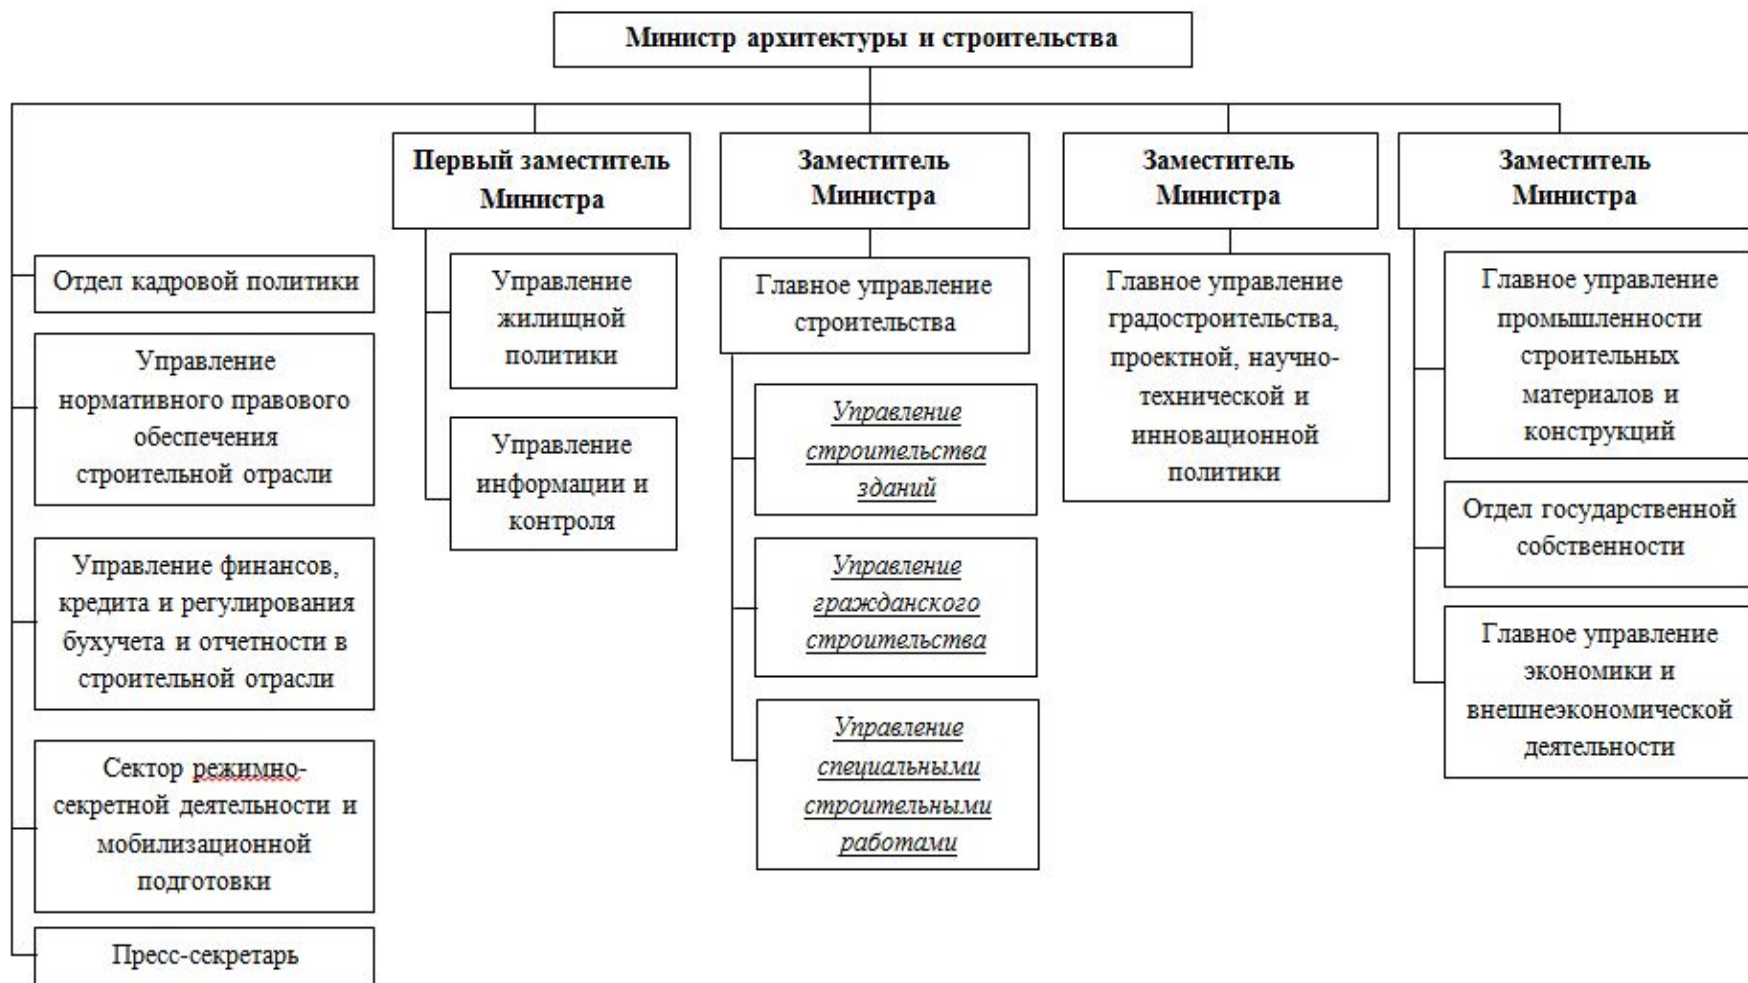 Министр архитектуры и строительства
Первый заместитель
Министра
Заместитель
Министра
Заместитель
Министра
Заместитель
Министра
Отдел кадровой политики
Управление
нормативного правового
обеспечения
строительной отрасли
Управление финансов,
кредита и регулирования
бухучета и отчетности в
строительной отрасли
Сектор режимно-
секретной деятельности и
мобилизационной
подготовки
Пресс-секретарь
Управление
жилищной
политики
Управление
информации и
контроля
Главное управление
строительства
Управление
строительства
зданий
Управление
гражданского
строительства
Управление
специальными
строительными
работами
Главное управление
градостроительства,
проектной, научно-
технической и
инновационной
политики
Главное управление
промышленности
строительных
материалов и
конструкций
Отдел государственной
собственности
Главное управление
экономики и
внешнеэкономической
деятельности